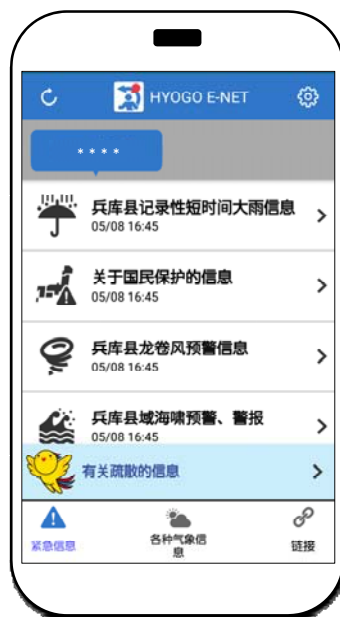 HYOGO E-NET
****
兵库县记录性短时间大雨信息
05/08 16:45
关于国民保护的信息
05/08 16:45
兵库县龙卷风预警信息
05/08 16:45
兵库县域海啸预警、警报
05/08 16:45
有关疏散的信息
紧急信息
各种气象信
息
链接